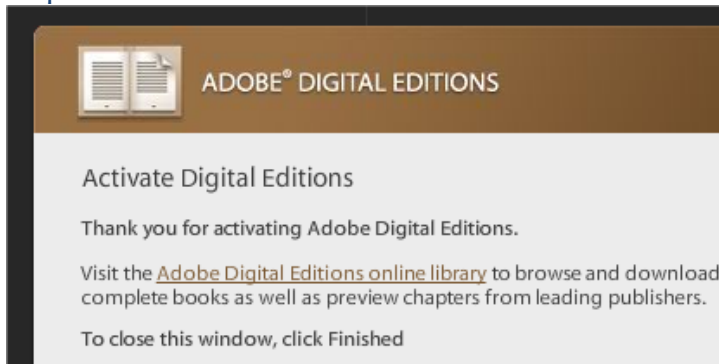 ADOBE® DIGITAL EDITIONS
Activate Digital Editions
Thank you for activating Adobe Digital Editions.
Visit the Adobe Digital Editions online library to browse and download
complete books as well as preview chapters from leading publishers.
To close this window, click Finished